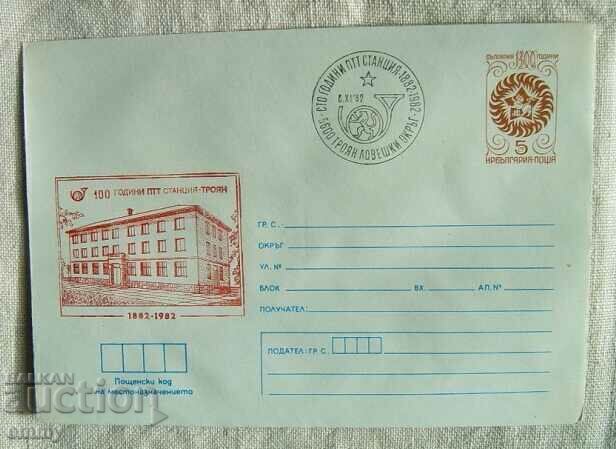 СТО ГОДИНИ ПТТ СТАНЦИЯ·1882·1982·
6.XI.82
5600 ТРОЯН ЛОВЕШКИ ОКРЪГ
1300
ПЪЛНОВЕЧИ ГОДИНИ
5
НР БЪЛГАРИЯ·ПОЩА
100 ГОДИНИ ПТТ СТАНЦИЯ-ТРОЯН
1882-1982
ГР. С.
ОКРЪГ
УЛ. №
БЛОК ВХ. АП. №
ПОЛУЧАТЕЛ:
ПОДАТЕЛ: ГР. С.
Пощенски код
на местоназначението
BALKAN
auction
emmy